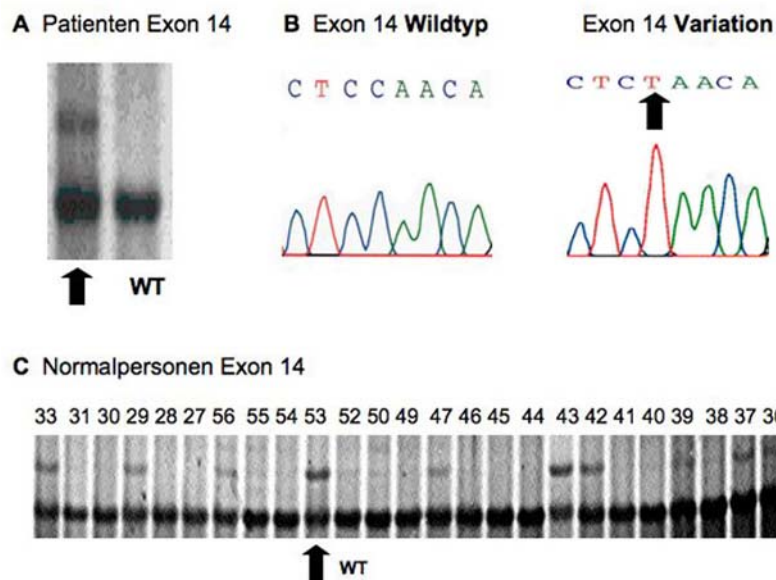 A Patienten Exon 14
B Exon 14 Wildtyp
Exon 14 Variation
C T C C A A C A
C T C T A A C A
WT
C Normalpersonen Exon 14
33 31 30 29 28 27 56 55 54 53 52 50 49 47 46 45 44 43 42 41 40 39 38 37 36
WT